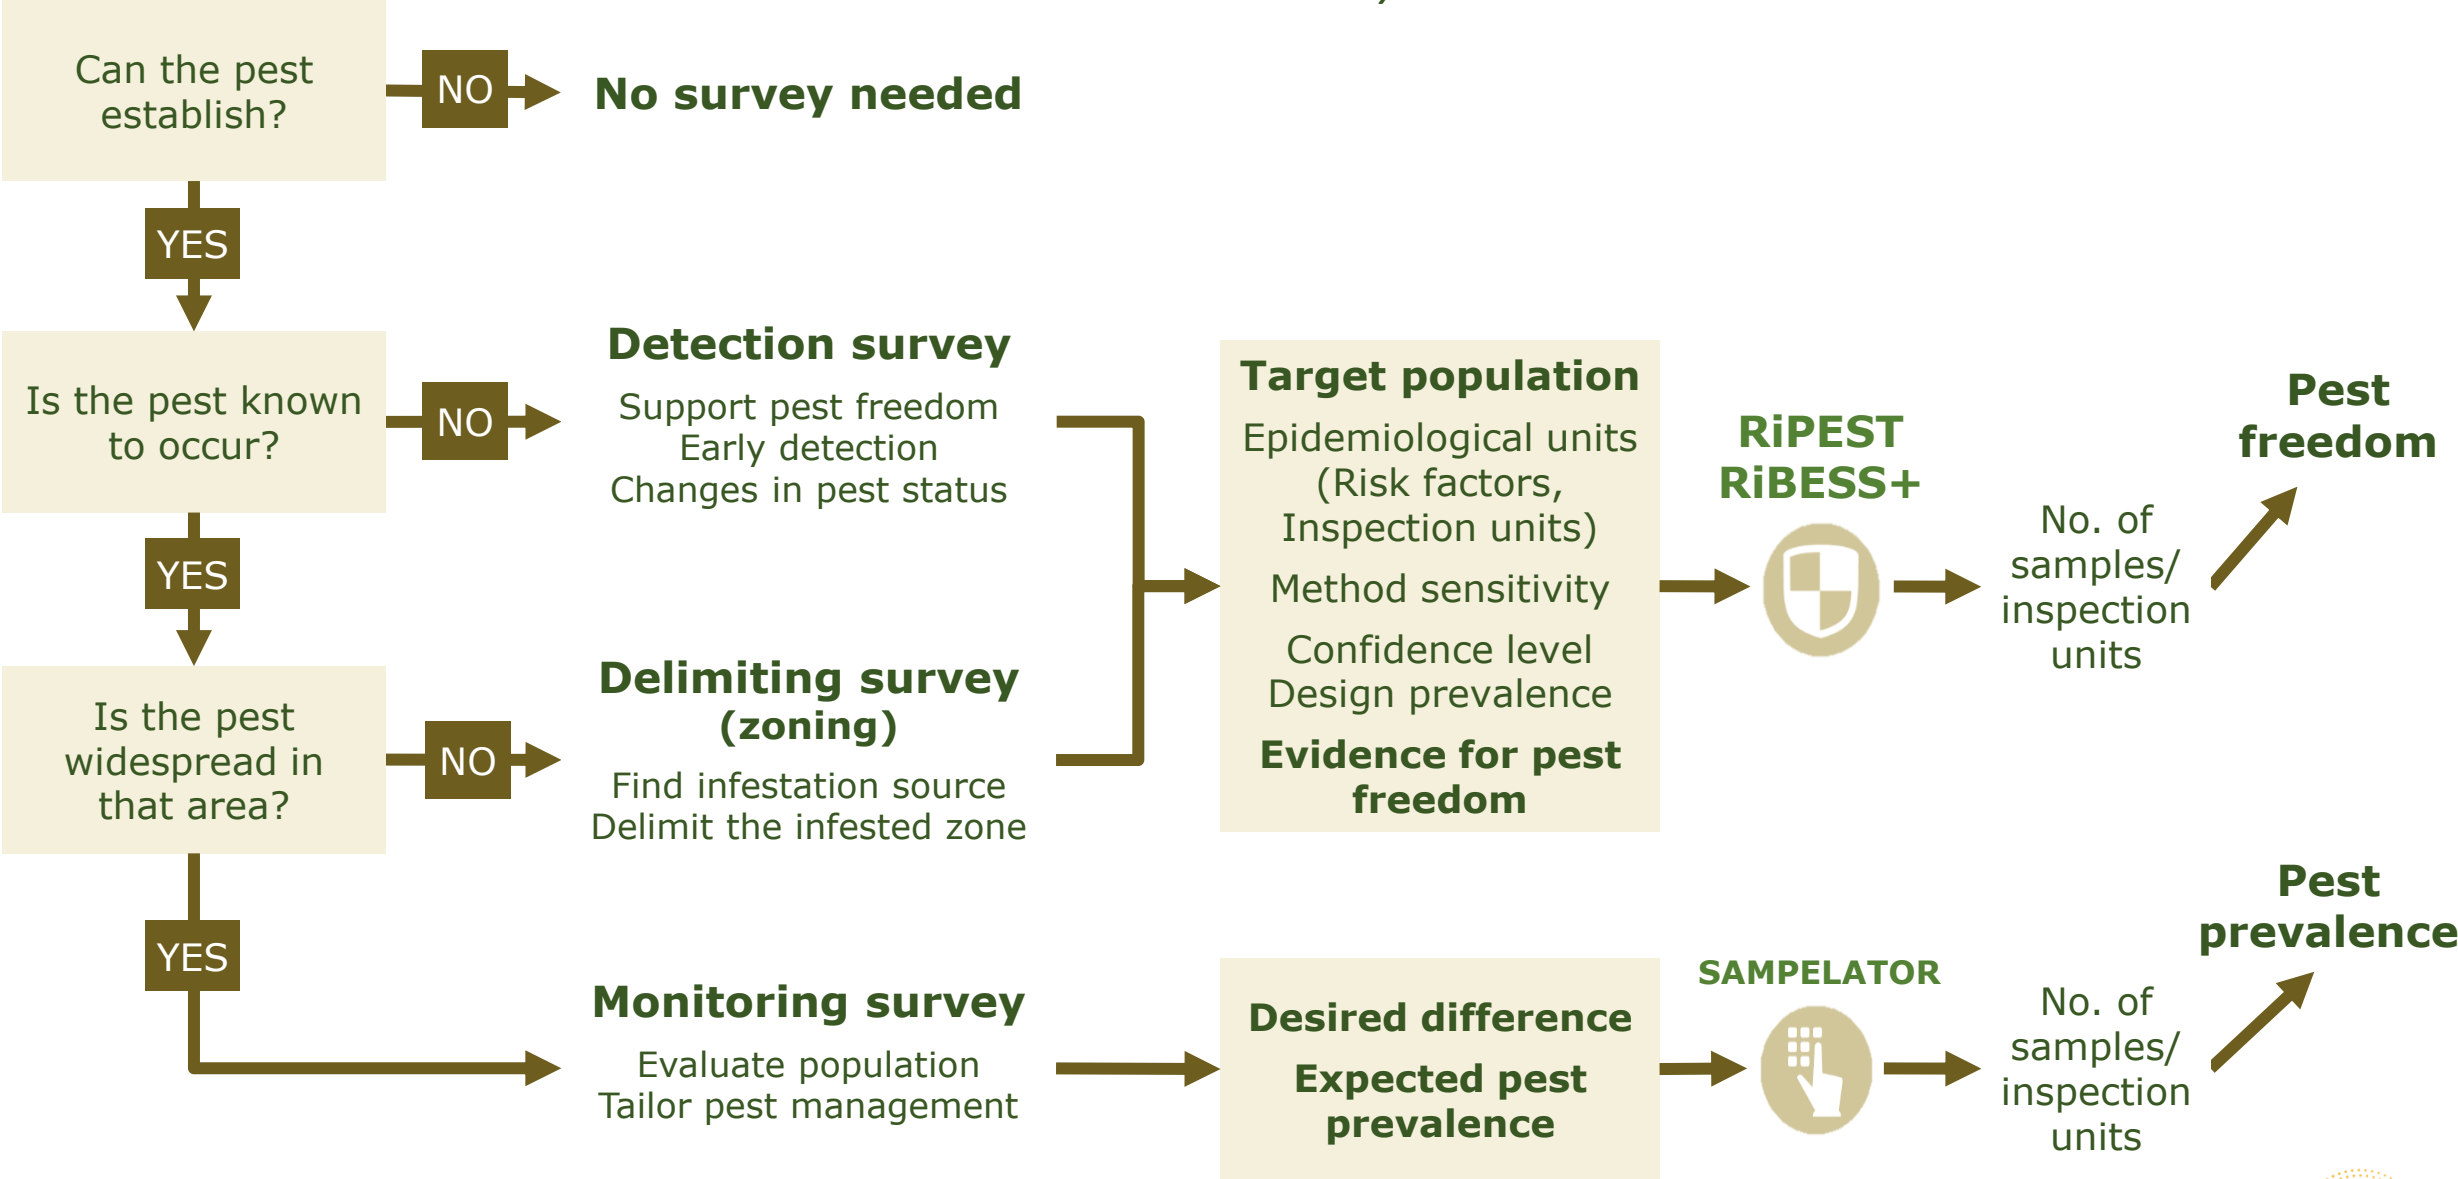 Can the pest
establish?
NO
No survey needed
YES
Is the pest known
to occur?
NO
Detection survey
Support pest freedom
Early detection
Changes in pest status
YES
Is the pest
widespread in
that area?
NO
Delimiting survey
(zoning)
Find infestation source
Delimit the infested zone
Target population
Epidemiological units
(Risk factors,
Inspection units)
Method sensitivity
Confidence level
Design prevalence
Evidence for pest
freedom
RiPEST
RiBESS+
No. of
samples/
inspection
units
Pest
freedom
YES
Monitoring survey
Evaluate population
Tailor pest management
Desired difference
Expected pest
prevalence
SAMPELATOR
No. of
samples/
inspection
units
Pest
prevalence